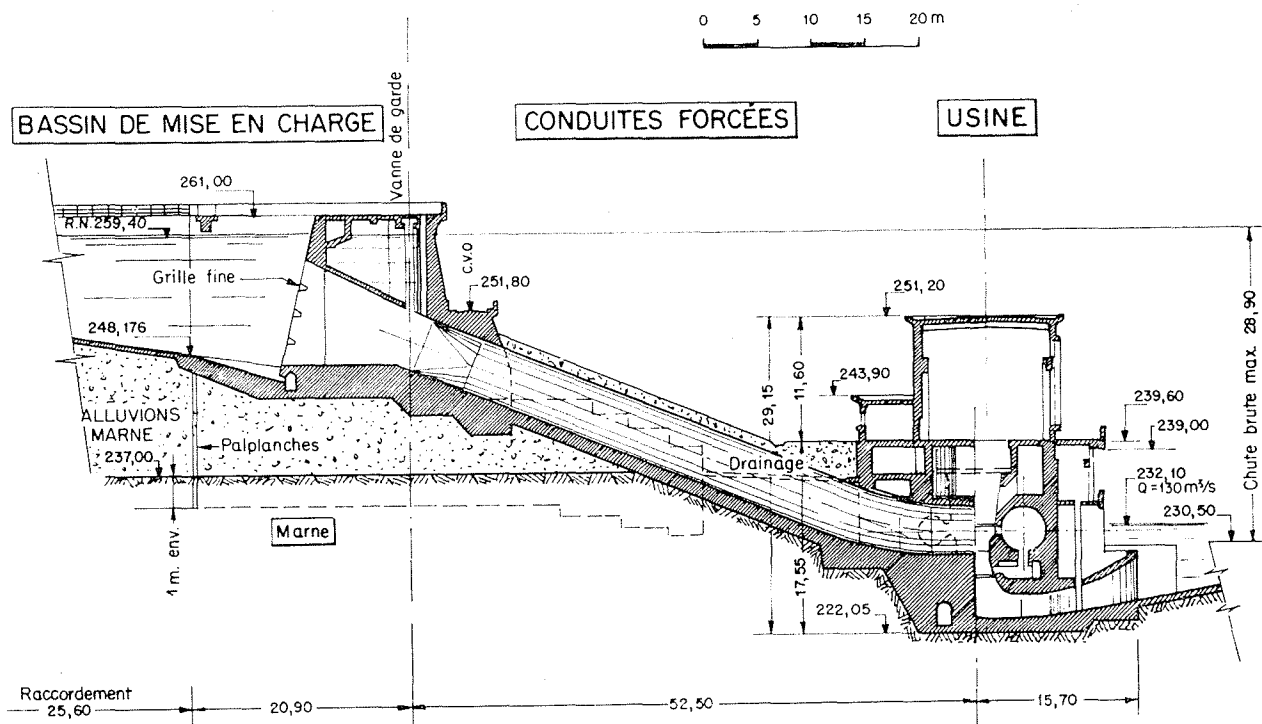 0 5 10 15 20 m
BASSIN DE MISE EN CHARGE
Vanne de garde
CONDUITES FORCÉES
USINE
261,00
R.N. 259,40
Grille fine
C.V.O
251,80
248,176
251,20
243,90
29,15
11,60
239,60
239,00
232,10
Q = 130 m³/s
230,50
Chute brute max. 28,90
ALLUVIONS
MARNE
Palplanches
237,00
Drainage
Marne
1 m. env.
17,55
222,05
Raccordement
25,60
20,90
52,50
15,70